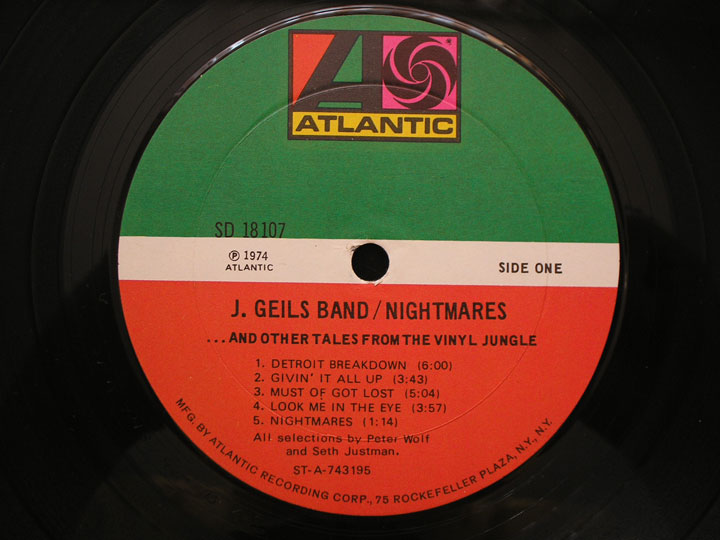 ATLANTIC
SD 18107
Ⓟ 1974
ATLANTIC
SIDE ONE
J. GEILS BAND/NIGHTMARES
...AND OTHER TALES FROM THE VINYL JUNGLE
1. DETROIT BREAKDOWN (6:00)
2. GIVIN' IT ALL UP (3:43)
3. MUST OF GOT LOST (5:04)
4. LOOK ME IN THE EYE (3:57)
5. NIGHTMARES (1:14)
All selections by Peter Wolf
and Seth Justman.
ST-A-743195
MFG. BY ATLANTIC RECORDING CORP., 75 ROCKEFELLER PLAZA, N.Y., N.Y.